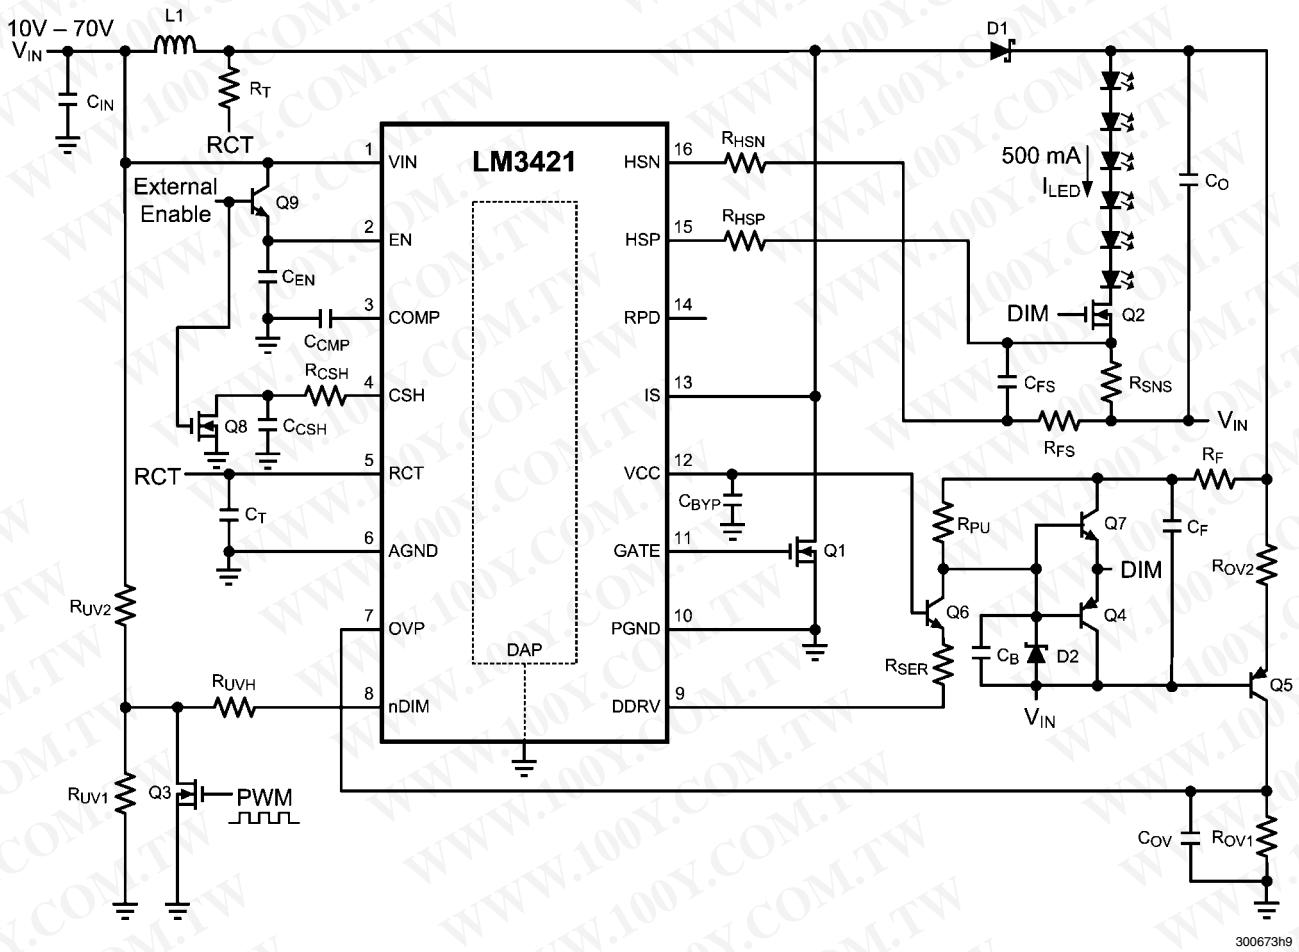 10V – 70V
VIN
L1
D1
CIN
RT
RCT
LM3421
1
VIN
16
HSN
RHSN
500 mA
ILED
CO
External
Enable
Q9
2
EN
15
HSP
RHSP
CEN
3
COMP
14
RPD
DIM
Q2
CCMP
RCSH
4
CSH
13
IS
CFS
RSNS
Q8
CCSH
RFS
VIN
RCT
5
RCT
12
VCC
RF
CBYP
CT
RPU
Q7
CF
6
AGND
11
GATE
Q1
DIM
ROV2
RUV2
Q6
Q4
7
OVP
10
PGND
DAP
RSER
CB
D2
RUVH
8
nDIM
9
DDRV
VIN
Q5
RUV1
Q3
PWM
COV
ROV1
300673h9
WWW.100Y.COM.TW